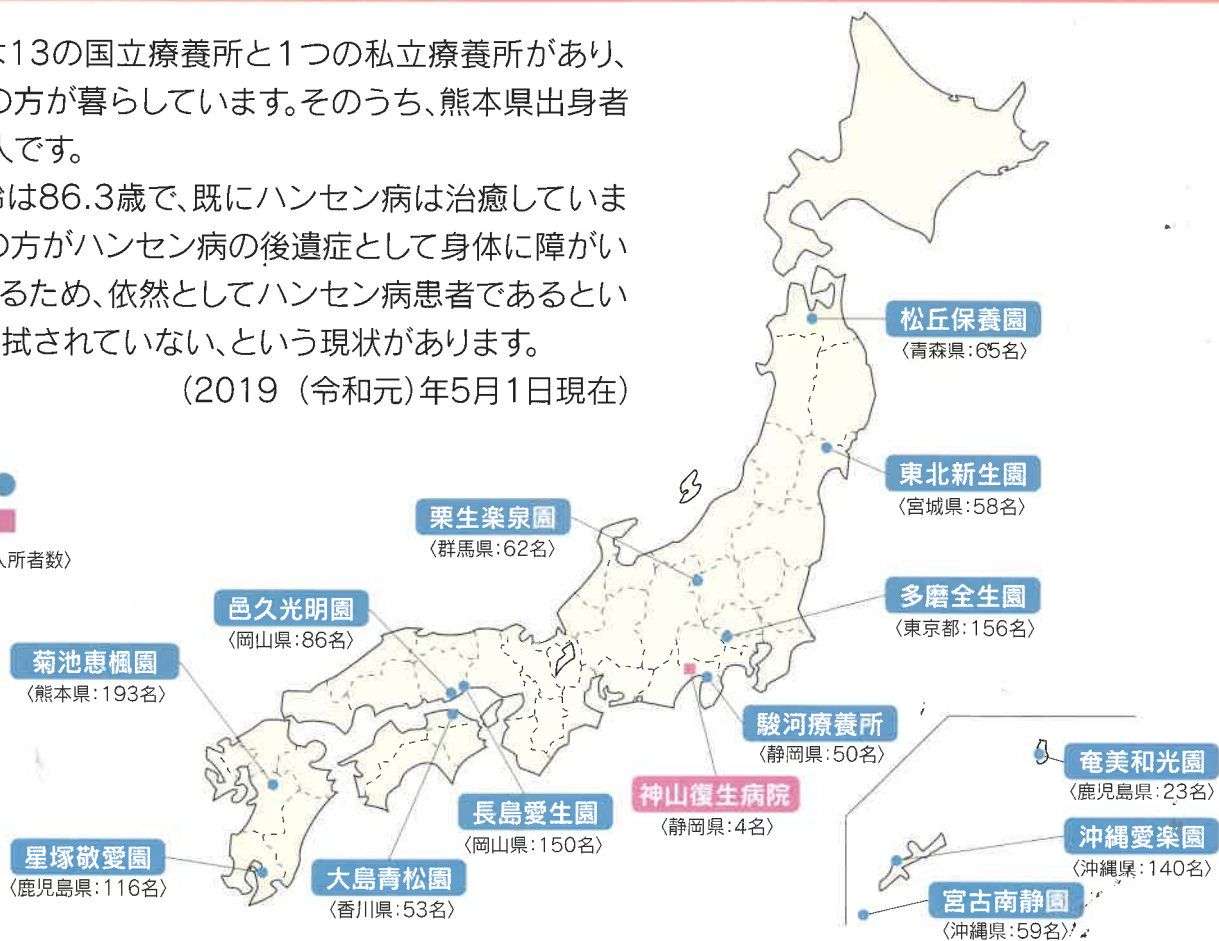 は13の国立療養所と1つの私立療養所があり、
の方が暮らしています。そのうち、熊本県出身者
人です。
齢は86.3歳で、既にハンセン病は治癒していま
の方がハンセン病の後遺症として身体に障がい
るため、依然としてハンセン病患者であるとい
拭されていない、という現状があります。
（2019（令和元）年5月1日現在）
入所者数〉
松丘保養園
〈青森県：65名〉
東北新生園
〈宮城県：58名〉
栗生楽泉園
〈群馬県：62名〉
多磨全生園
〈東京都：156名〉
邑久光明園
〈岡山県：86名〉
菊池恵楓園
〈熊本県：193名〉
駿河療養所
〈静岡県：50名〉
神山復生病院
〈静岡県：4名〉
長島愛生園
〈岡山県：150名〉
大島青松園
〈香川県：53名〉
星塚敬愛園
〈鹿児島県：116名〉
奄美和光園
〈鹿児島県：23名〉
沖縄愛楽園
〈沖縄県：140名〉
宮古南静園
〈沖縄県：59名〉